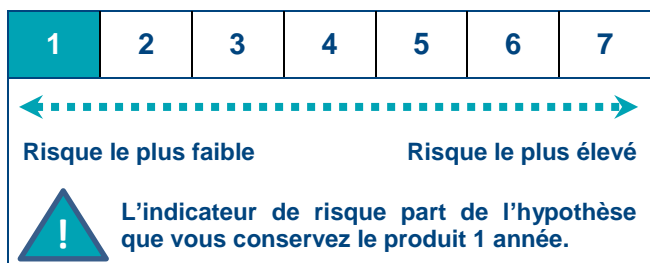 1 2 3 4 5 6 7
Risque le plus faible Risque le plus élevé
! L'indicateur de risque part de l'hypothèse
que vous conservez le produit 1 année.